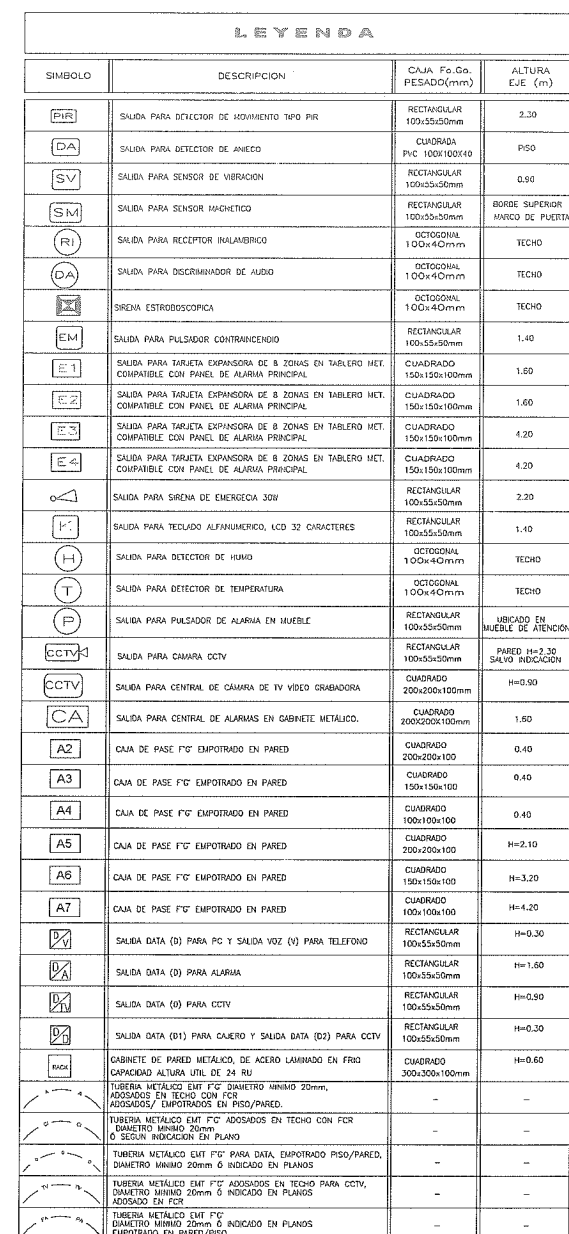 LEYENDA
SIMBOLO DESCRIPCION CAJA Fo.Go. PESADO(mm) ALTURA EJE (m)
PIR SALIDA PARA DETECTOR DE MOVIMIENTO TIPO PIR RECTANGULAR 100x55x50mm 2.30
DA SALIDA PARA DETECTOR DE ANIEGO CUADRADA PVC 100X100X40 PISO
SV SALIDA PARA SENSOR DE VIBRACION RECTANGULAR 100x55x50mm 0.90
SM SALIDA PARA SENSOR MAGNETICO RECTANGULAR 100x55x50mm BORDE SUPERIOR MARCO DE PUERTA
RI SALIDA PARA RECEPTOR INALAMBRICO OCTOGONAL 100x40mm TECHO
DA SALIDA PARA DISCRIMINADOR DE AUDIO OCTOGONAL 100x40mm TECHO
SIRENA ESTROBOSCOPICA OCTOGONAL 100x40mm TECHO
EM SALIDA PARA PULSADOR CONTRAINCENDIO RECTANGULAR 100x55x50mm 1.40
E1 SALIDA PARA TARJETA EXPANSORA DE 8 ZONAS EN TABLERO MET. COMPATIBLE CON PANEL DE ALARMA PRINCIPAL CUADRADO 150x150x100mm 1.60
E2 SALIDA PARA TARJETA EXPANSORA DE 8 ZONAS EN TABLERO MET. COMPATIBLE CON PANEL DE ALARMA PRINCIPAL CUADRADO 150x150x100mm 1.60
E3 SALIDA PARA TARJETA EXPANSORA DE 8 ZONAS EN TABLERO MET. COMPATIBLE CON PANEL DE ALARMA PRINCIPAL CUADRADO 150x150x100mm 4.20
E4 SALIDA PARA TARJETA EXPANSORA DE 8 ZONAS EN TABLERO MET. COMPATIBLE CON PANEL DE ALARMA PRINCIPAL CUADRADO 150x150x100mm 4.20
SALIDA PARA SIRENA DE EMERGECIA 30W RECTANGULAR 100x55x50mm 2.20
SALIDA PARA TECLADO ALFANUMERICO, LCD 32 CARACTERES RECTANGULAR 100x55x50mm 1.40
H SALIDA PARA DETECTOR DE HUMO OCTOGONAL 100x40mm TECHO
T SALIDA PARA DETECTOR DE TEMPERATURA OCTOGONAL 100x40mm TECHO
P SALIDA PARA PULSADOR DE ALARMA EN MUEBLE RECTANGULAR 100x55x50mm UBICADO EN MUEBLE DE ATENCION
CCTV SALIDA PARA CAMARA CCTV RECTANGULAR 100x55x50mm PARED H=2.30 SALVO INDICACION
CCTV SALIDA PARA CENTRAL DE CÁMARA DE TV VÍDEO GRABADORA CUADRADO 200x200x100mm H=0.90
CA SALIDA PARA CENTRAL DE ALARMAS EN GABINETE METÁLICO. CUADRADO 200X200X100mm 1.60
A2 CAJA DE PASE F'G' EMPOTRADO EN PARED CUADRADO 200x200x100 0.40
A3 CAJA DE PASE F'G' EMPOTRADO EN PARED CUADRADO 150x150x100 0.40
A4 CAJA DE PASE F'G' EMPOTRADO EN PARED CUADRADO 100x100x100 0.40
A5 CAJA DE PASE F'G' EMPOTRADO EN PARED CUADRADO 200x200x100 H=2.10
A6 CAJA DE PASE F'G' EMPOTRADO EN PARED CUADRADO 150x150x100 H=3.20
A7 CAJA DE PASE F'G' EMPOTRADO EN PARED CUADRADO 100x100x100 H=4.20
D/V SALIDA DATA (D) PARA PC Y SALIDA VOZ (V) PARA TELEFONO RECTANGULAR 100x55x50mm H=0.30
D/A SALIDA DATA (D) PARA ALARMA RECTANGULAR 100x55x50mm H=1.60
D/TV SALIDA DATA (D) PARA CCTV RECTANGULAR 100x55x50mm H=0.90
D/D SALIDA DATA (D1) PARA CAJERO Y SALIDA DATA (D2) PARA CCTV RECTANGULAR 100x55x50mm H=0.30
RACK GABINETE DE PARED METÁLICO, DE ACERO LAMINADO EN FRIO CAPACIDAD ALTURA UTIL DE 24 RU CUADRADO 300x300x100mm H=0.60
A A TUBERIA METÁLICO EMT F'G' DIAMETRO MINIMO 20mm, ADOSADOS EN TECHO CON FCR ADOSADOS/ EMPOTRADOS EN PISO/PARED. - -
TUBERIA METÁLICO EMT F'G' ADOSADOS EN TECHO CON FCR DIAMETRO MINIMO 20mm Ó SEGUN INDICACION EN PLANO - -
TUBERIA METÁLICO EMT F'G' PARA DATA, EMPOTRADO PISO/PARED, DIAMETRO MINIMO 20mm Ó INDICADO EN PLANOS - -
TV TV TUBERIA METÁLICO EMT F'G' ADOSADOS EN TECHO PARA CCTV, DIAMETRO MINIMO 20mm Ó INDICADO EN PLANOS ADOSADO EN FCR - -
PA PA TUBERIA METÁLICO EMT F'G' DIAMETRO MINIMO 20mm Ó INDICADO EN PLANOS EMPOTRADO EN PARED/PISO - -